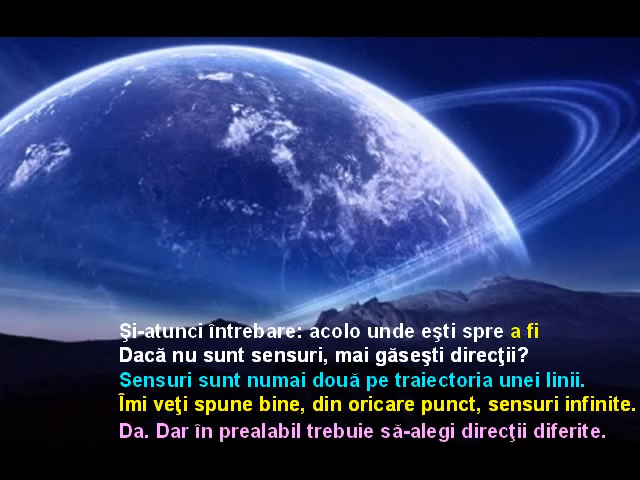 Şi-atunci întrebare: acolo unde eşti spre a fi
Dacă nu sunt sensuri, mai găseşti direcţii?
Sensuri sunt numai două pe traiectoria unei linii.
Îmi veţi spune bine, din oricare punct, sensuri infinite.
Da. Dar în prealabil trebuie să-alegi direcţii diferite.